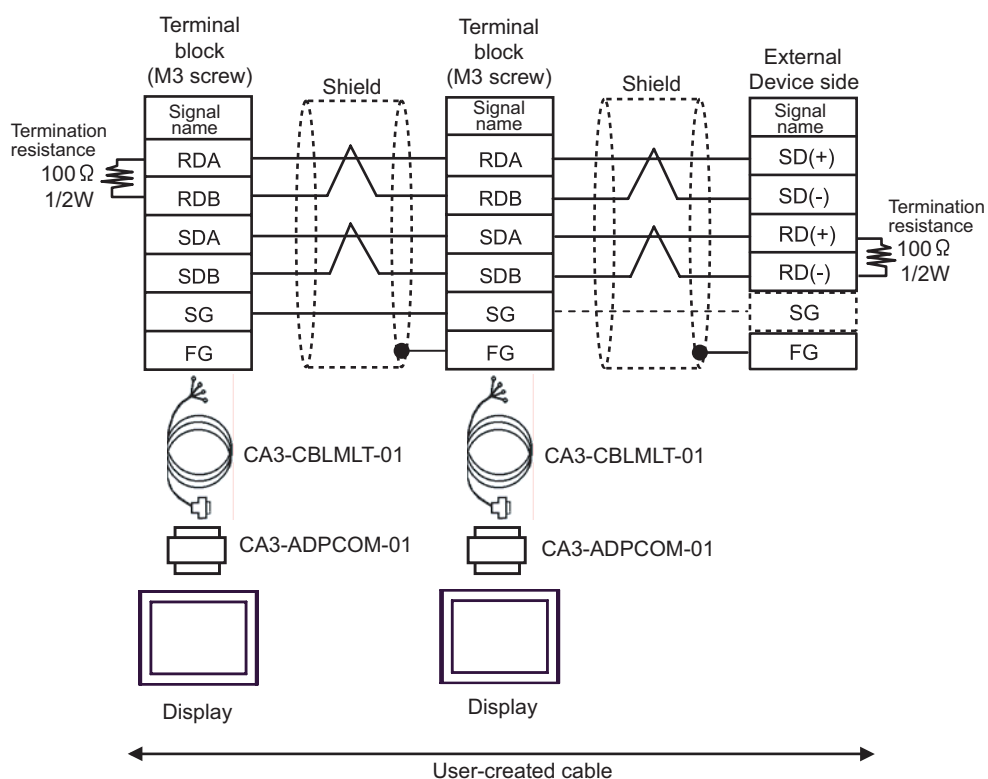 Terminal
block
(M3 screw)
Terminal
block
(M3 screw)
External
Device side
Shield
Shield
Termination
resistance
100 Ω
1/2W
Signal
name
RDA
RDB
SDA
SDB
SG
FG
Signal
name
RDA
RDB
SDA
SDB
SG
FG
Signal
name
SD(+)
SD(-)
RD(+)
RD(-)
SG
FG
Termination
resistance
100 Ω
1/2W
CA3-CBLMLT-01
CA3-CBLMLT-01
CA3-ADPCOM-01
CA3-ADPCOM-01
Display
Display
User-created cable